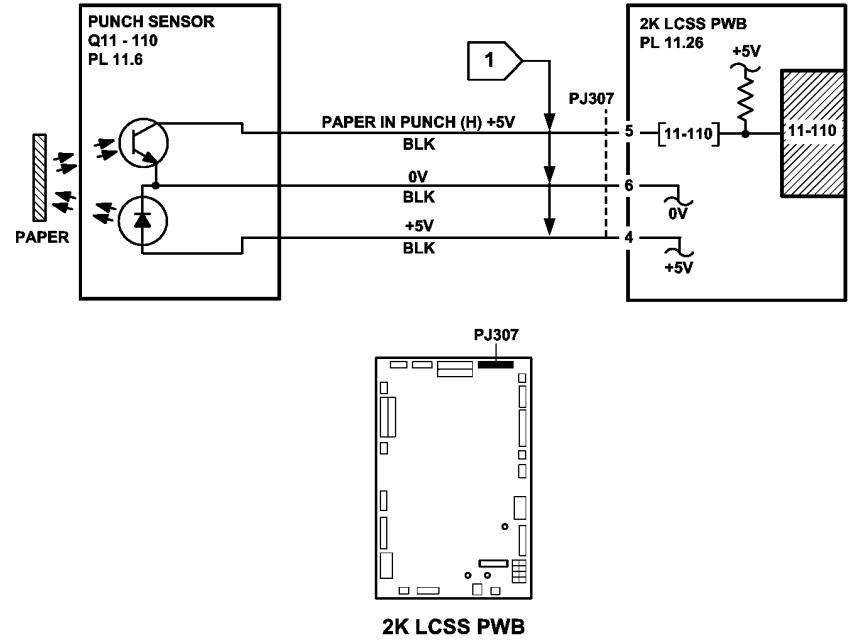 PUNCH SENSOR
Q11 - 110
PL 11.6
2K LCSS PWB
PL 11.26
+5V
1
PJ307
PAPER IN PUNCH (H) +5V
BLK
5
11-110
11-110
0V
BLK
6
0V
+5V
BLK
4
+5V
PAPER
PJ307
2K LCSS PWB